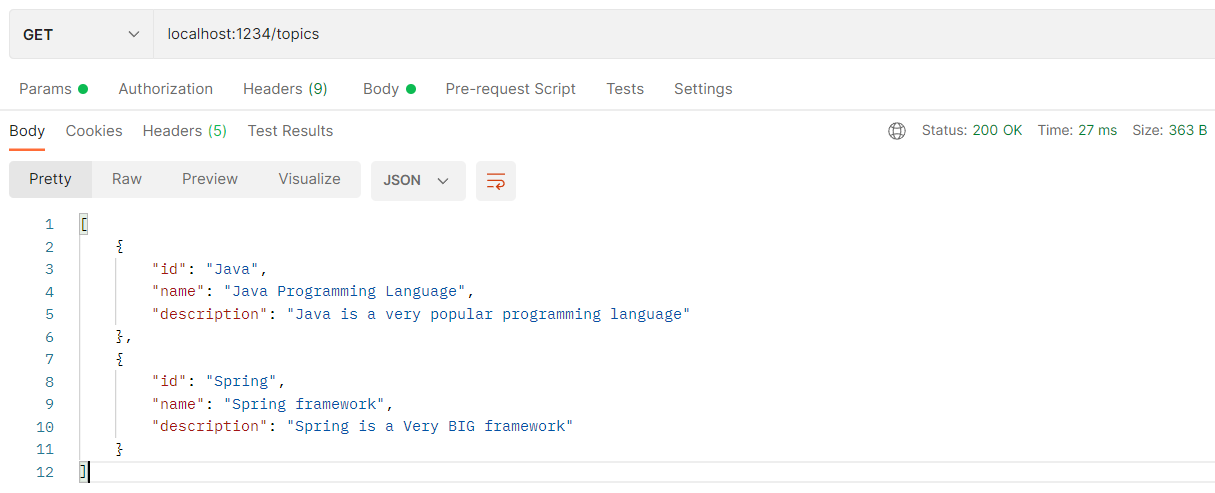 GET localhost:1234/topics
Params Authorization Headers (9) Body Pre-request Script Tests Settings
Body Cookies Headers (5) Test Results Status: 200 OK Time: 27 ms Size: 363 B
Pretty Raw Preview Visualize JSON
1 [
2 {
3 "id": "Java",
4 "name": "Java Programming Language",
5 "description": "Java is a very popular programming language"
6 },
7 {
8 "id": "Spring",
9 "name": "Spring framework",
10 "description": "Spring is a Very BIG framework"
11 }
12 ]